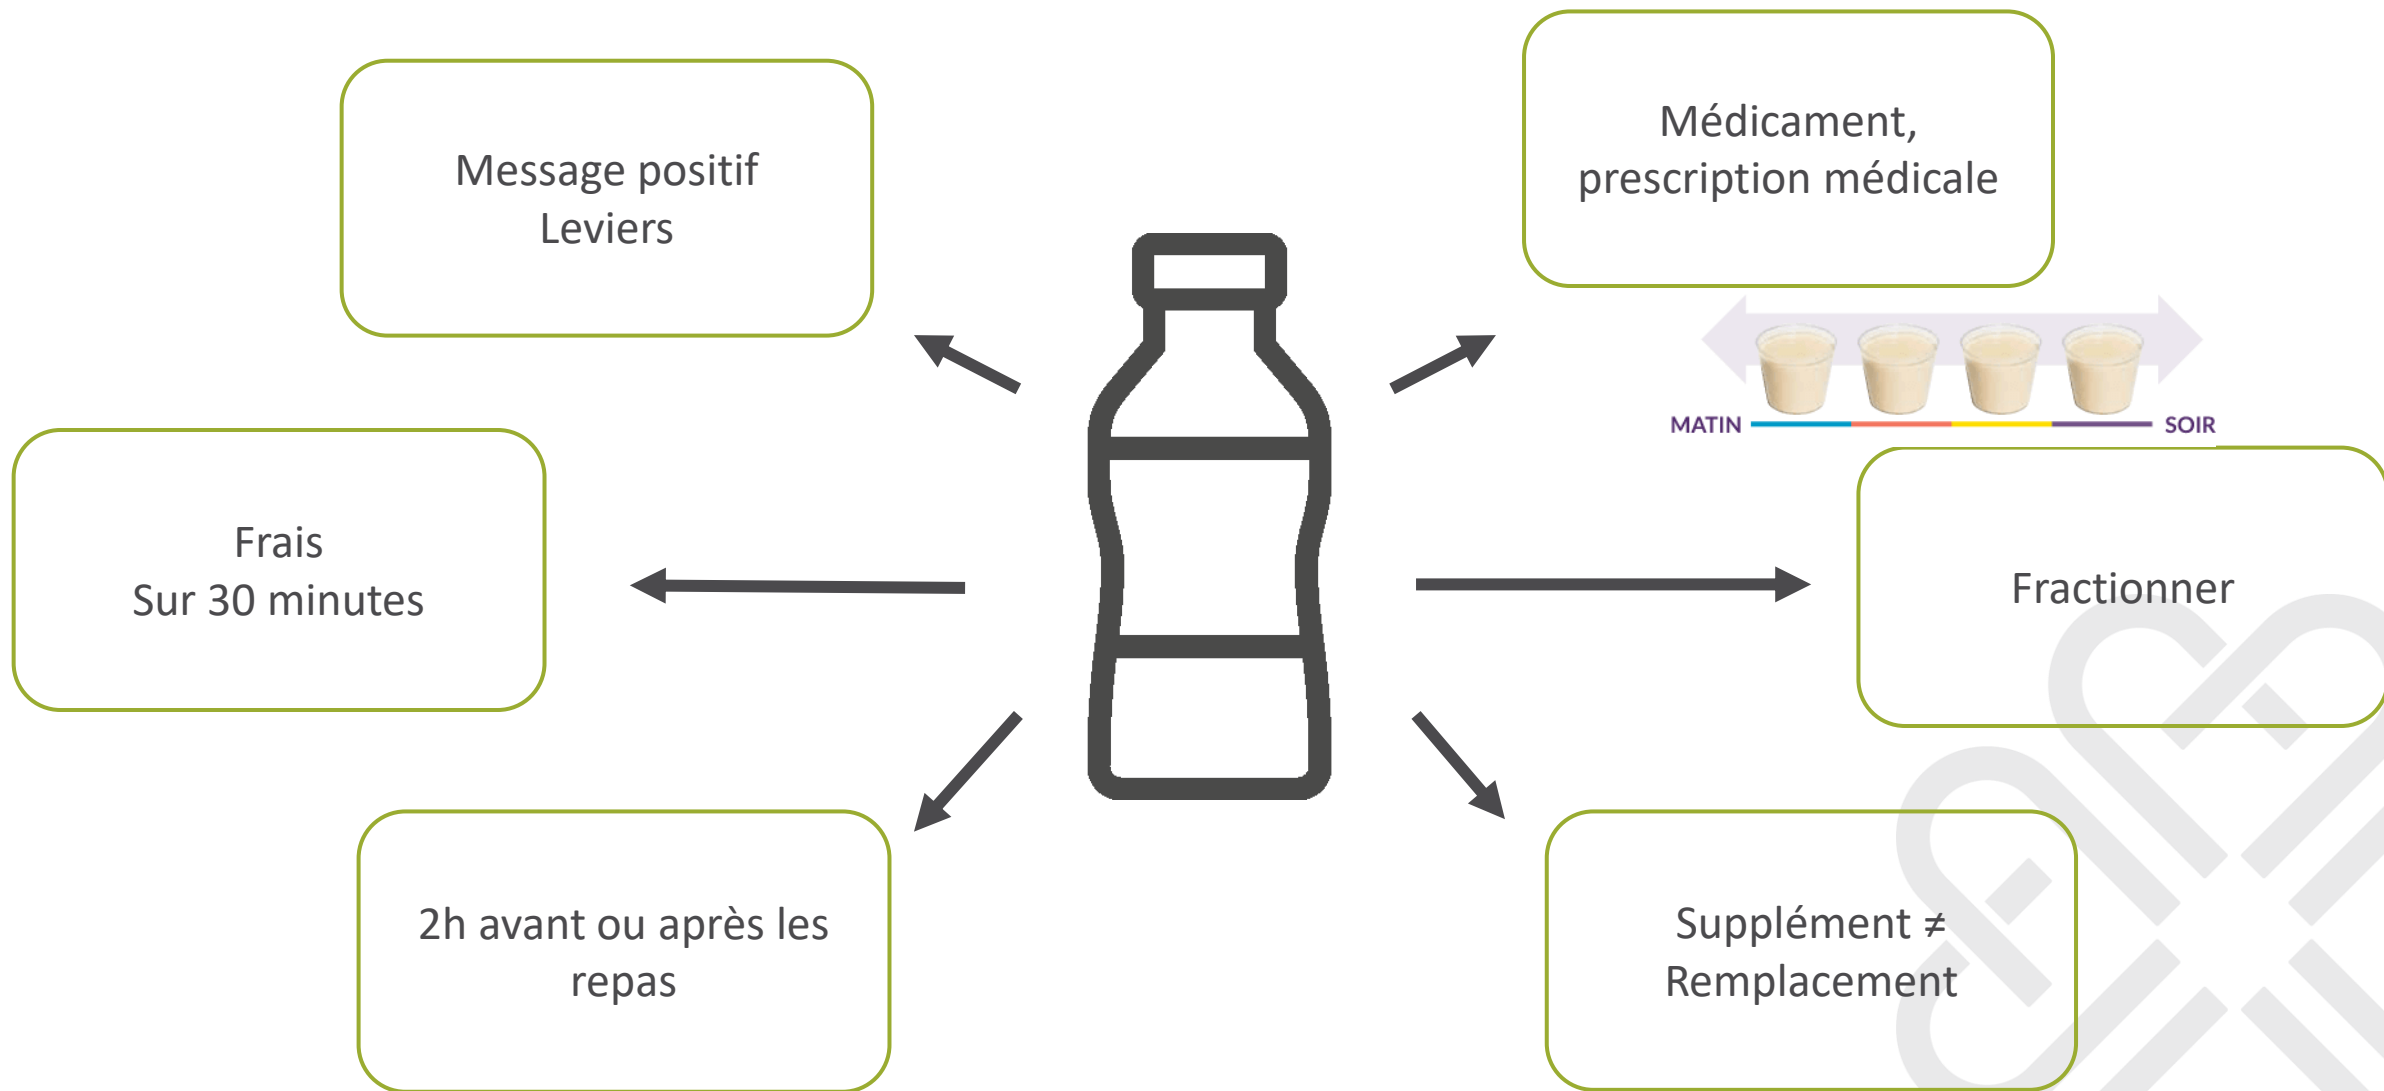 Message positif
Leviers
Médicament,
prescription médicale
MATIN
SOIR
Frais
Sur 30 minutes
Fractionner
2h avant ou après les
repas
Supplément ≠
Remplacement